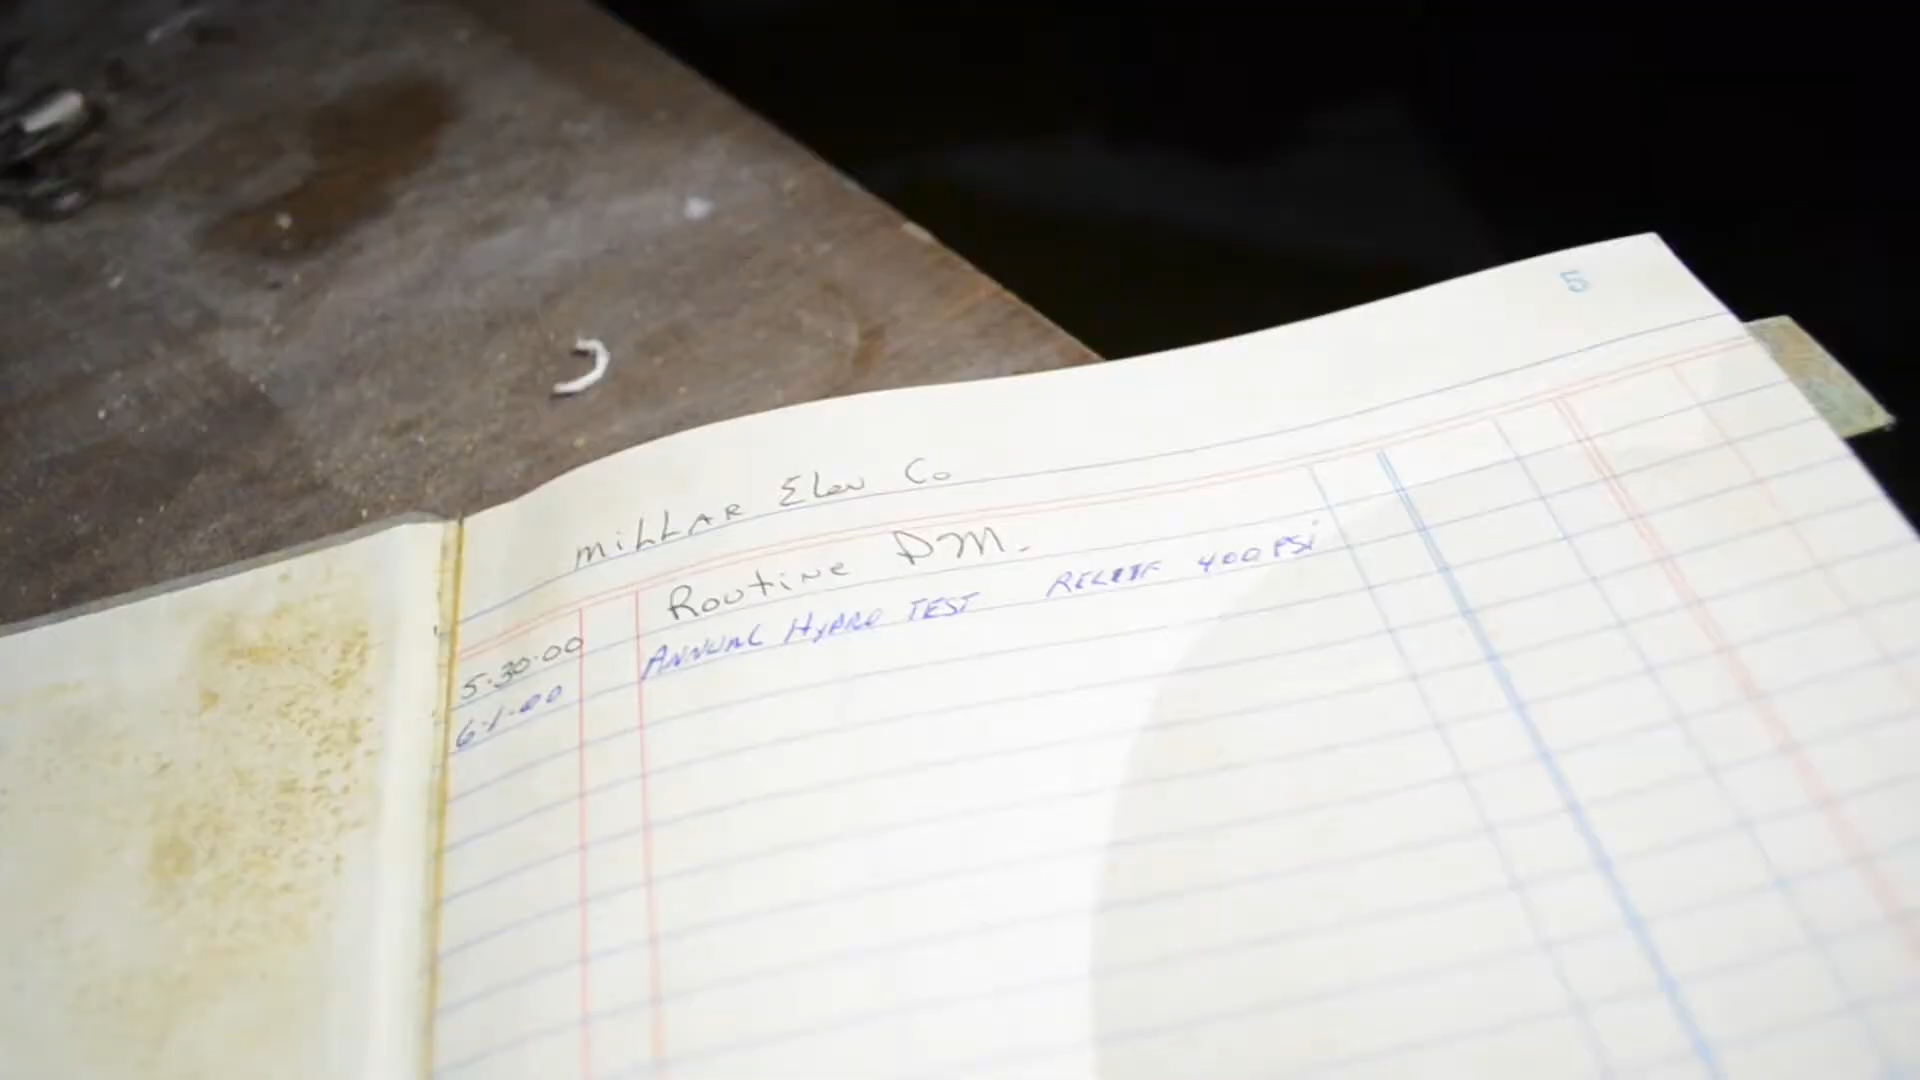 5
MiLLAR Elev Co
5.30.00 Routine PM.
6.1.00 ANNUAL HYDRO TEST RELIEF 400 PSi